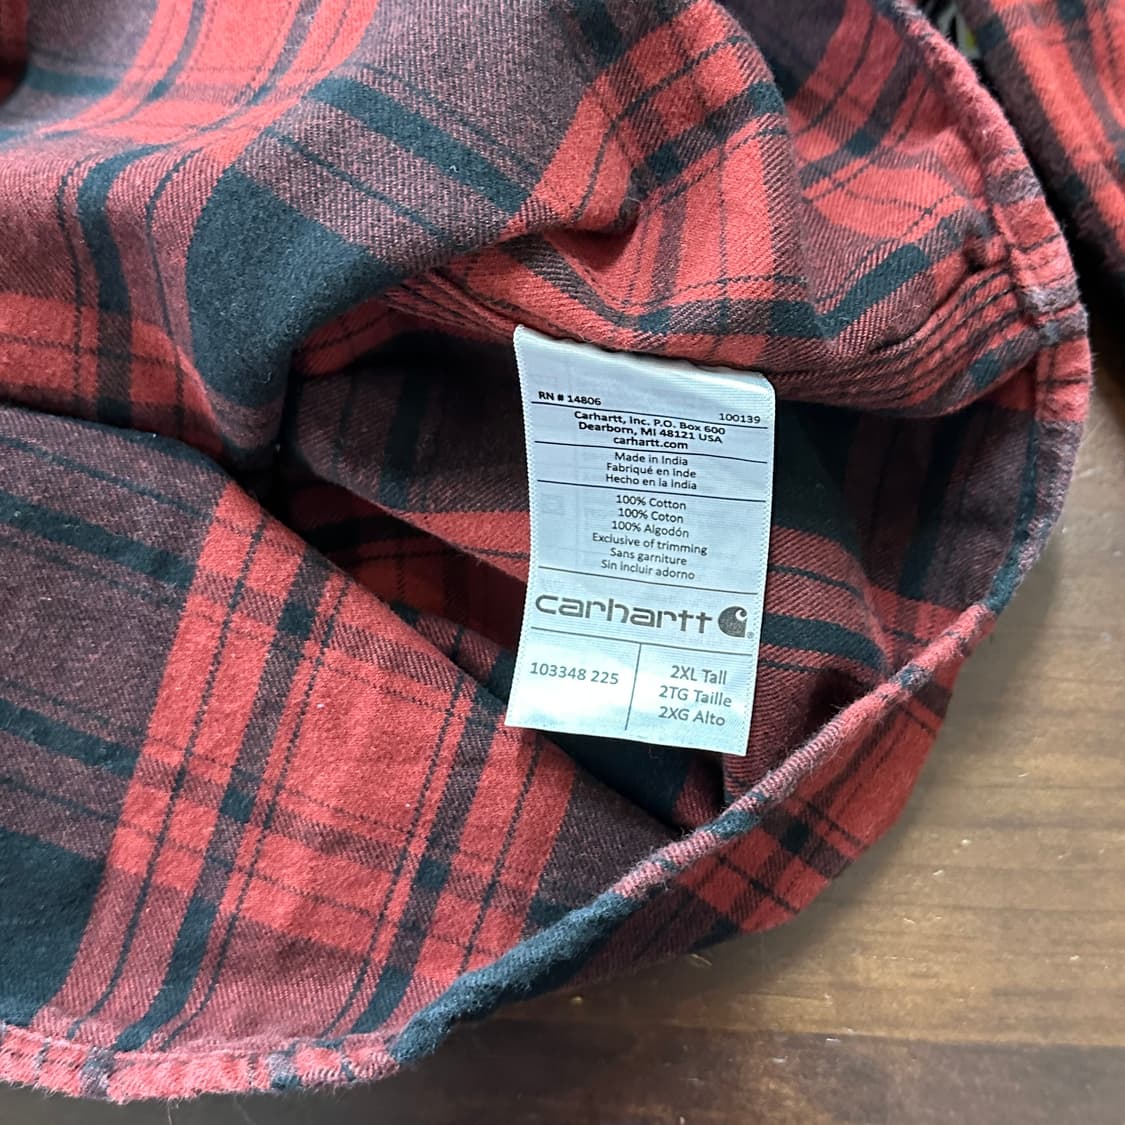 RN # 14806
100139
Carhartt, Inc. P.O. Box 600
Dearborn, MI 48121 USA
carhartt.com
Made in India
Fabriqué en Inde
Hecho en la India
100% Cotton
100% Coton
100% Algodón
Exclusive of trimming
Sans garniture
Sin incluir adorno
carhartt
103348 225
2XL Tall
2TG Taille
2XG Alto